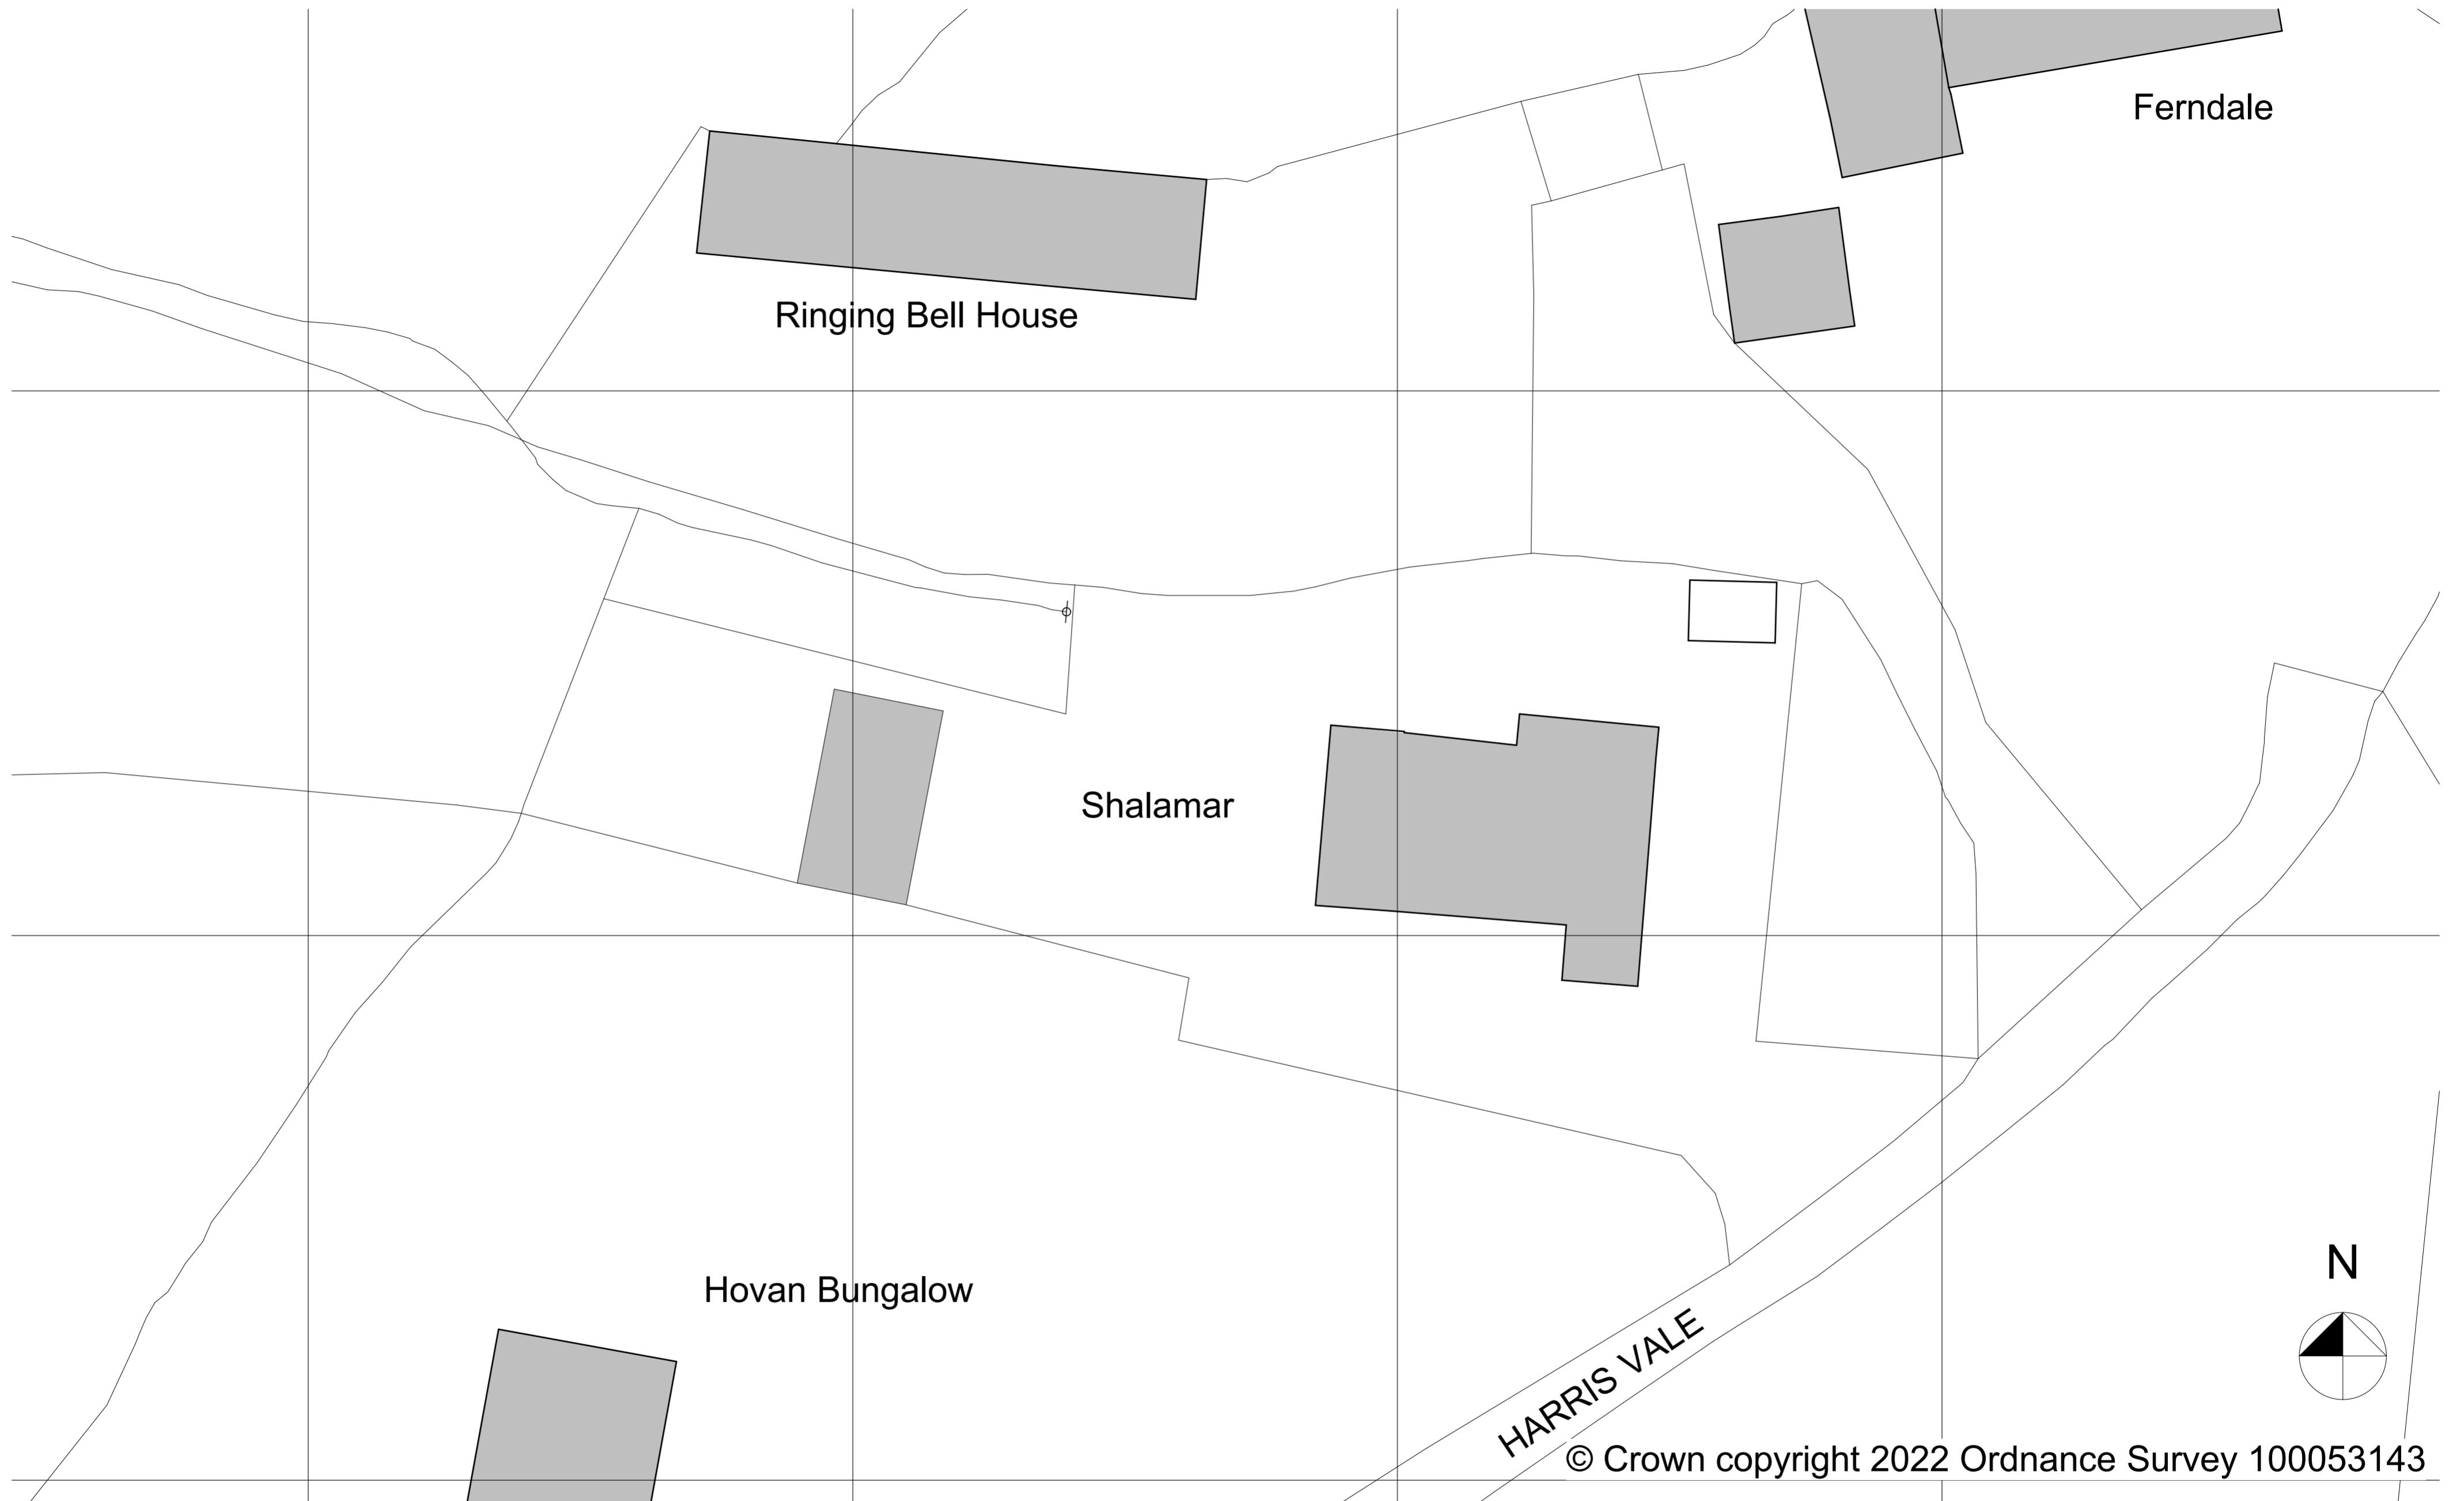 Ferndale
Ringing Bell House
Shalamar
Hovan Bungalow
N
HARRIS VALE
© Crown copyright 2022 Ordnance Survey 100053143